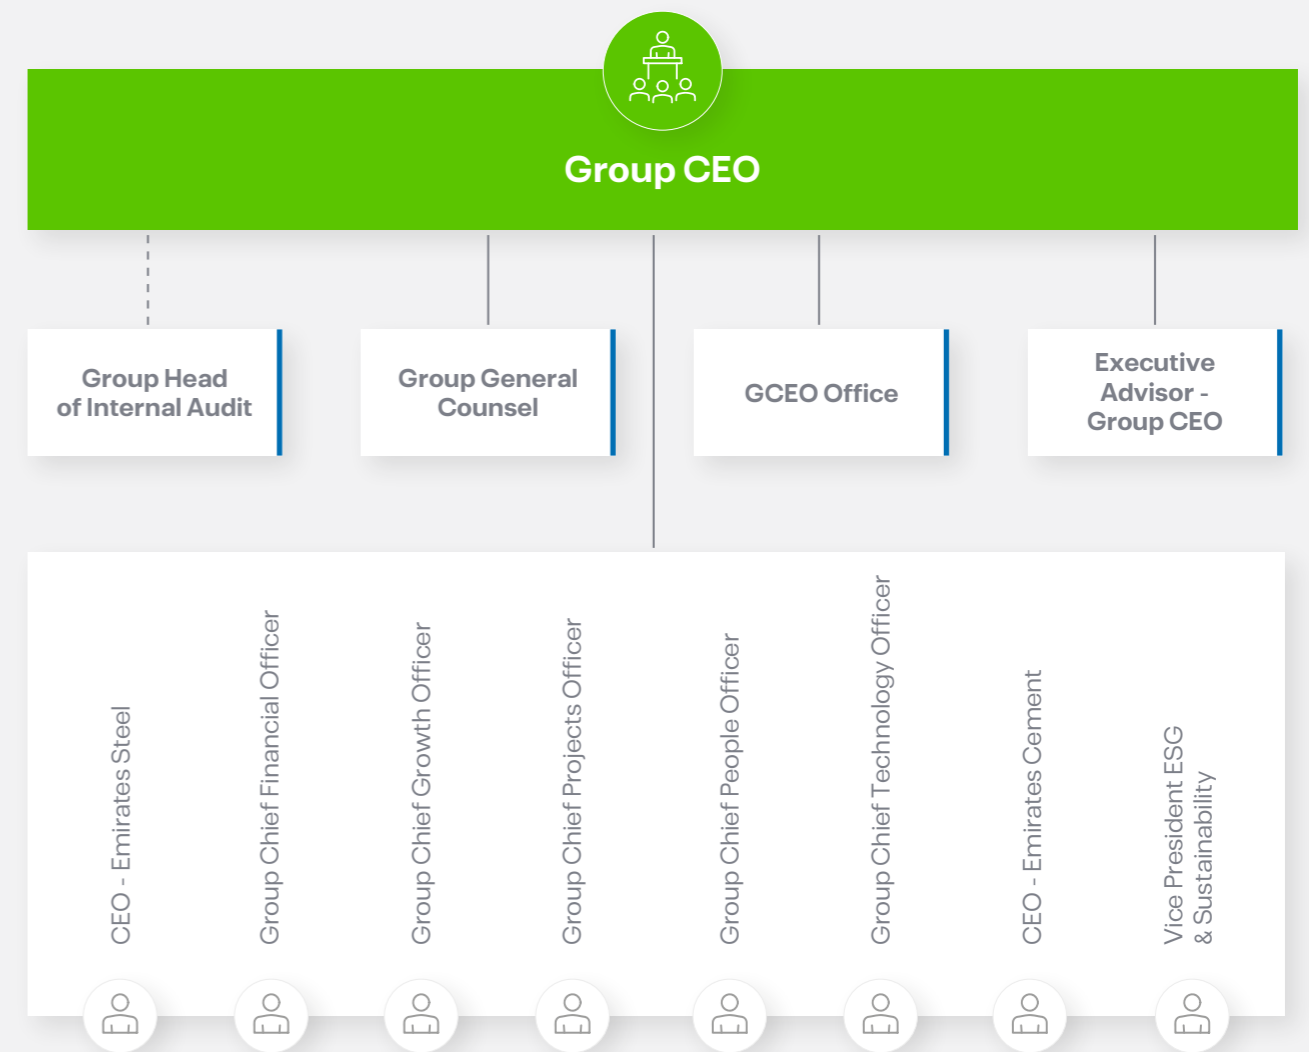 Group CEO
Group Head
of Internal Audit
Group General
Counsel
GCEO Office
Executive
Advisor -
Group CEO
CEO - Emirates Steel
Group Chief Financial Officer
Group Chief Growth Officer
Group Chief Projects Officer
Group Chief People Officer
Group Chief Technology Officer
CEO - Emirates Cement
Vice President ESG
& Sustainability